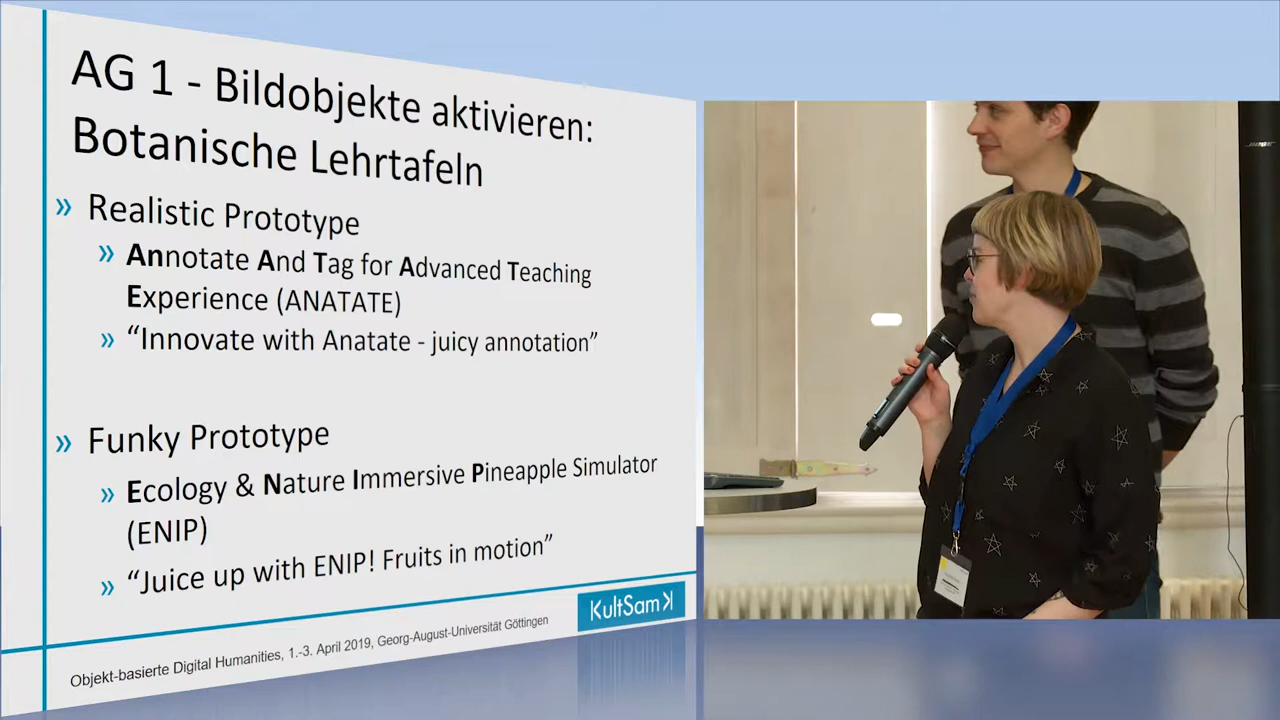 AG 1 - Bildobjekte aktivieren:
Botanische Lehrtafeln
» Realistic Prototype
» Annotate And Tag for Advanced Teaching
Experience (ANATATE)
» “Innovate with Anatate - juicy annotation”
» Funky Prototype
» Ecology & Nature Immersive Pineapple Simulator
(ENIP)
» “Juice up with ENIP! Fruits in motion”
KultSam
Objekt-basierte Digital Humanities, 1.-3. April 2019, Georg-August-Universität Göttingen
BOSE